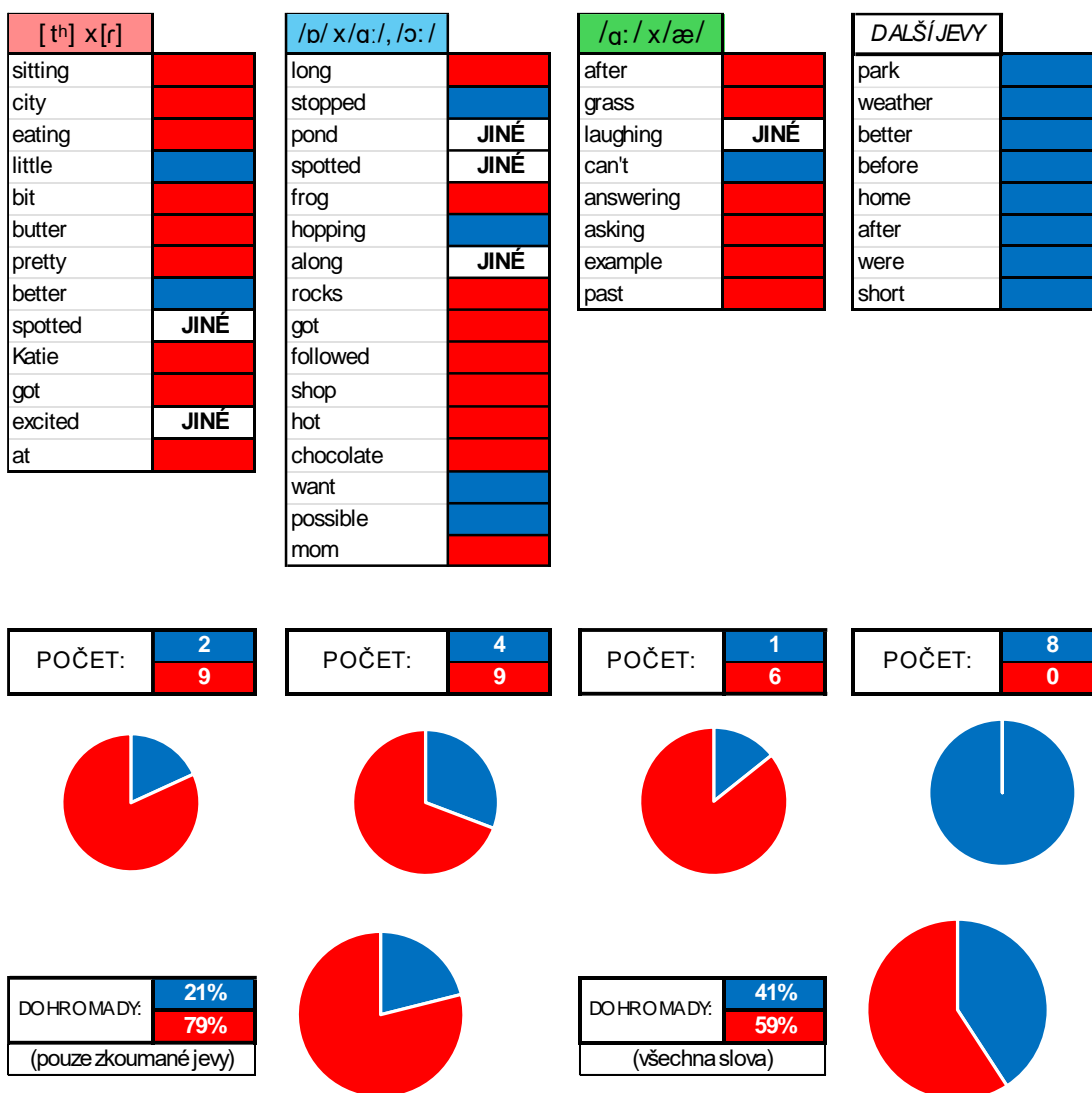 [ tʰ] x[ɾ]
sitting
city
eating
little
bit
butter
pretty
better
spotted JINÉ
Katie
got
excited JINÉ
at
/ɒ/ x/ɑː/, /ɔː/
long
stopped
pond JINÉ
spotted JINÉ
frog
hopping
along JINÉ
rocks
got
followed
shop
hot
chocolate
want
possible
mom
/ɑː/ x/æ/
after
grass
laughing JINÉ
can't
answering
asking
example
past
DALŠÍ JEVY
park
weather
better
before
home
after
were
short
POČET: 2
9
POČET: 4
9
POČET: 1
6
POČET: 8
0
DOHROMADY: 21%
79%
(pouze zkoumané jevy)
DOHROMADY: 41%
59%
(všechna slova)